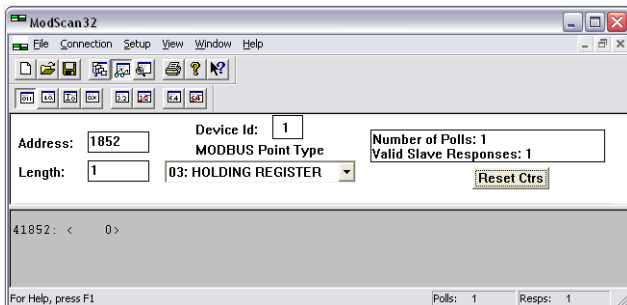 ModScan32
File Connection Setup View Window Help
Address: 1852
Device Id: 1
MODBUS Point Type
Length: 1
03: HOLDING REGISTER
Number of Polls: 1
Valid Slave Responses: 1
Reset Ctrs
41852: < 0>
For Help, press F1
Polls: 1
Resps: 1